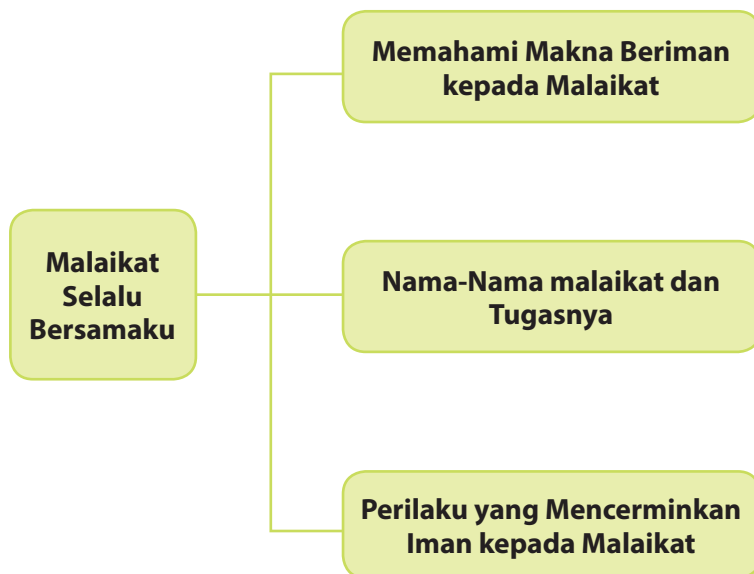 Malaikat
Selalu
Bersamaku
Memahami Makna Beriman
kepada Malaikat
Nama-Nama malaikat dan
Tugasnya
Perilaku yang Mencerminkan
Iman kepada Malaikat